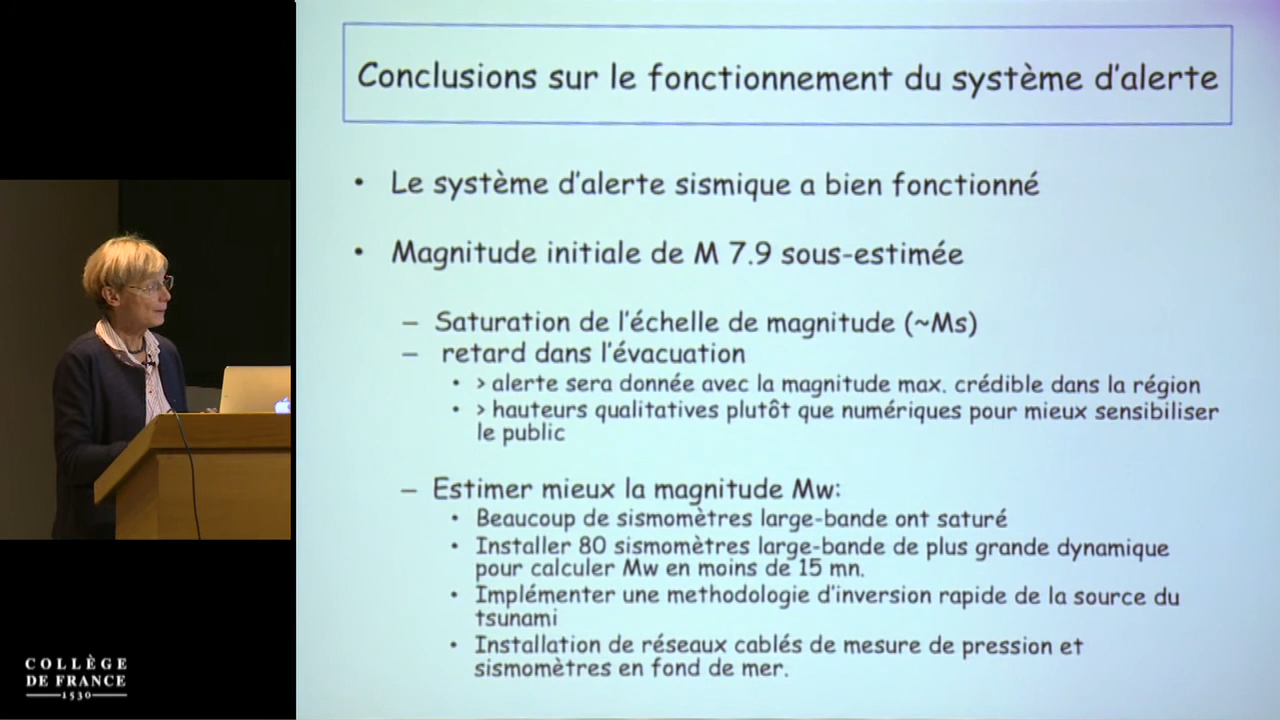 Conclusions sur le fonctionnement du système d'alerte
• Le système d'alerte sismique a bien fonctionné
• Magnitude initiale de M 7.9 sous-estimée
– Saturation de l'échelle de magnitude (~Ms)
– retard dans l'évacuation
• > alerte sera donnée avec la magnitude max. crédible dans la région
• > hauteurs qualitatives plutôt que numériques pour mieux sensibiliser
le public
– Estimer mieux la magnitude Mw:
• Beaucoup de sismomètres large-bande ont saturé
• Installer 80 sismomètres large-bande de plus grande dynamique
pour calculer Mw en moins de 15 mn.
• Implémenter une methodologie d'inversion rapide de la source du
tsunami
• Installation de réseaux cablés de mesure de pression et
sismomètres en fond de mer.
COLLÈGE
DE FRANCE
1530